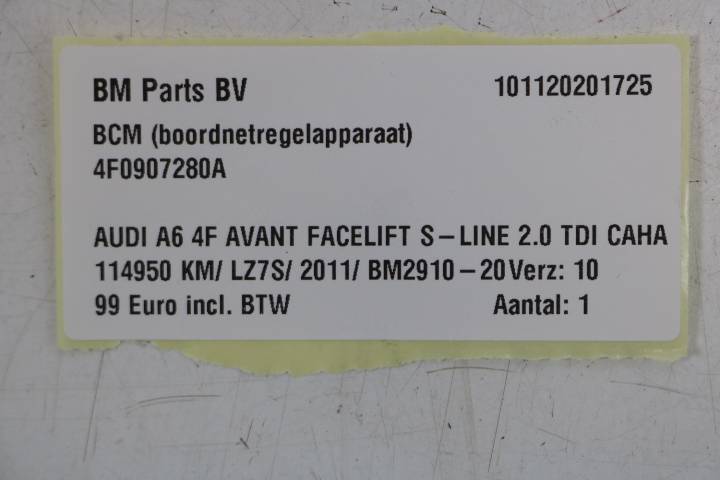 BM Parts BV 101120201725
BCM (boordnetregelapparaat)
4F0907280A
AUDI A6 4F AVANT FACELIFT S-LINE 2.0 TDI CAHA
114950 KM/ LZ7S/ 2011/ BM2910-20Verz: 10
99 Euro incl. BTW Aantal: 1